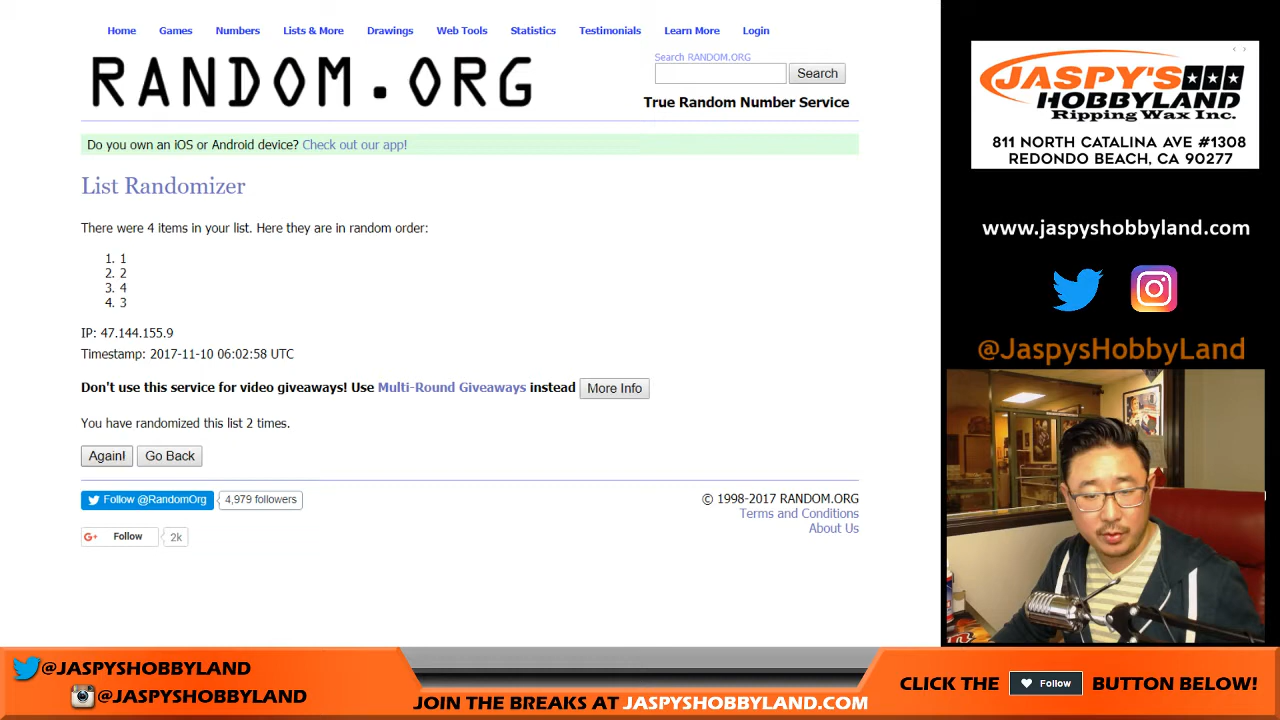 Home Games Numbers Lists & More Drawings Web Tools Statistics Testimonials Learn More Login
RANDOM.ORG
Search RANDOM.ORG
Search
True Random Number Service
Do you own an iOS or Android device? Check out our app!
List Randomizer
There were 4 items in your list. Here they are in random order:
1. 1
2. 2
3. 4
4. 3
IP: 47.144.155.9
Timestamp: 2017-11-10 06:02:58 UTC
Don't use this service for video giveaways! Use Multi-Round Giveaways instead More Info
You have randomized this list 2 times.
Again! Go Back
Follow @RandomOrg 4,979 followers
G+ Follow 2k
© 1998-2017 RANDOM.ORG
Terms and Conditions
About Us
JASPY'S
HOBBYLAND
Ripping Wax Inc.
811 NORTH CATALINA AVE #1308
REDONDO BEACH, CA 90277
www.jaspyshobbyland.com
@JaspysHobbyLand
@JASPYSHOBBYLAND
@JASPYSHOBBYLAND
JOIN THE BREAKS AT JASPYSHOBBYLAND.COM
CLICK THE Follow BUTTON BELOW!